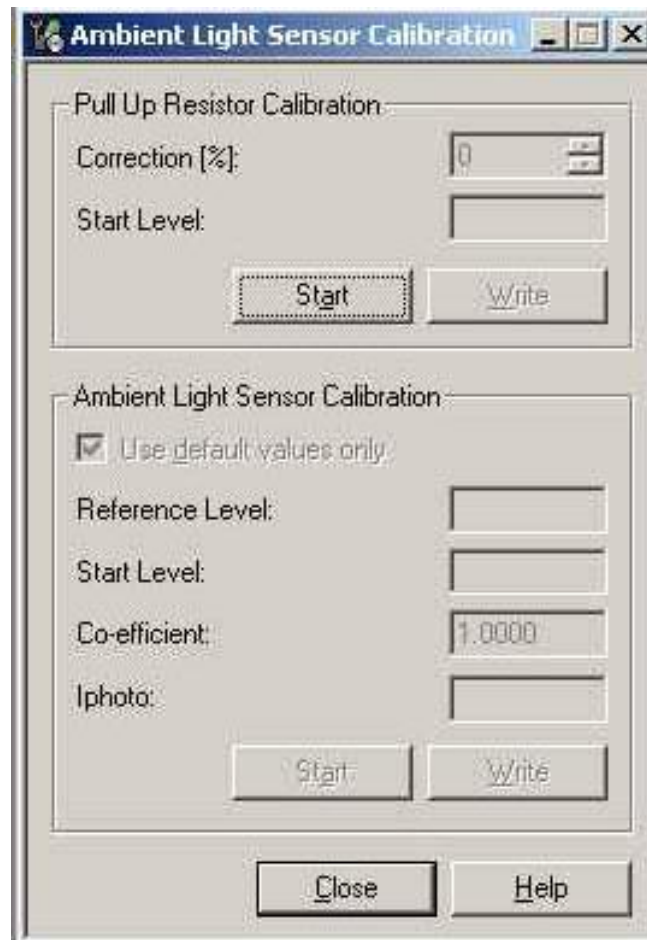 Ambient Light Sensor Calibration
Pull Up Resistor Calibration
Correction [%]: 0
Start Level:
Start Write
Ambient Light Sensor Calibration
Use default values only
Reference Level:
Start Level:
Co-efficient: 1.0000
Iphoto:
Start Write
Close Help